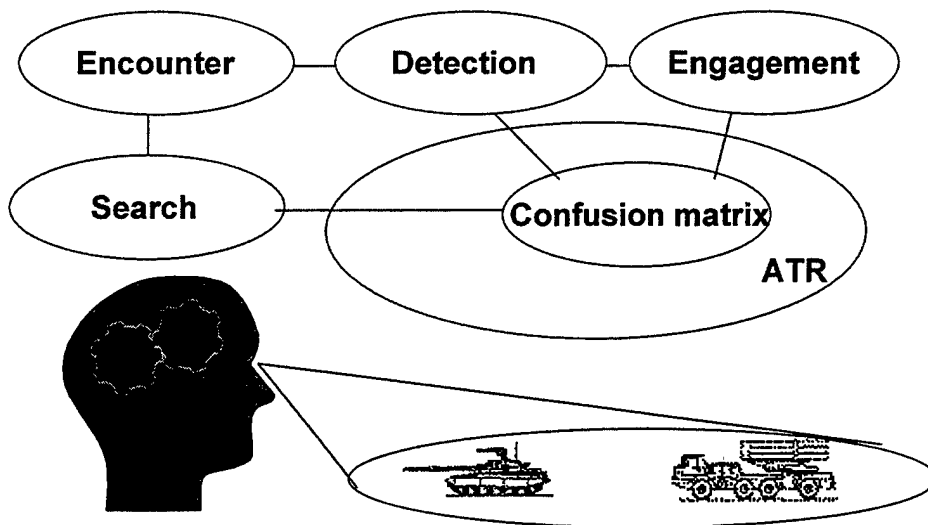 Encounter
Detection
Engagement
Search
Confusion matrix
ATR